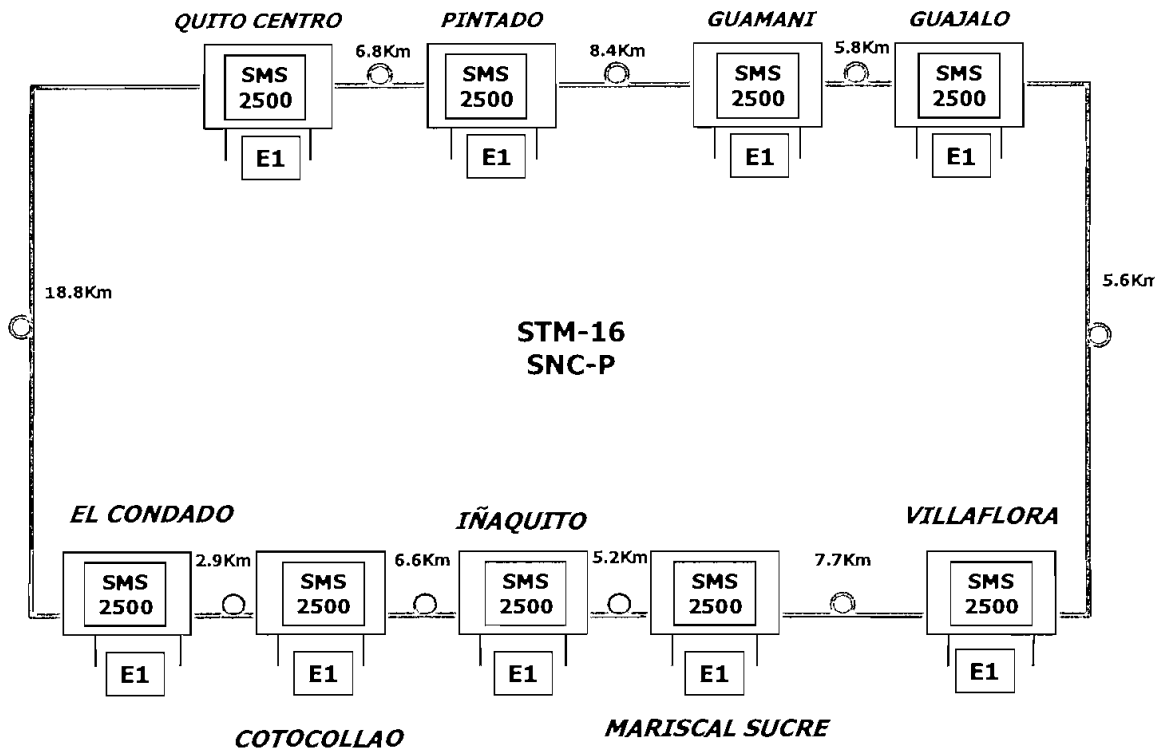 QUITO CENTRO
PINTADO
GUAMANI
GUAJALO
6.8Km
8.4Km
5.8Km
SMS
2500
SMS
2500
SMS
2500
SMS
2500
E1
E1
E1
E1
18.8Km
5.6Km
STM-16
SNC-P
EL CONDADO
IÑAQUITO
VILLAFLORA
2.9Km
6.6Km
5.2Km
7.7Km
SMS
2500
SMS
2500
SMS
2500
SMS
2500
SMS
2500
E1
E1
E1
E1
E1
COTOCOLLAO
MARISCAL SUCRE